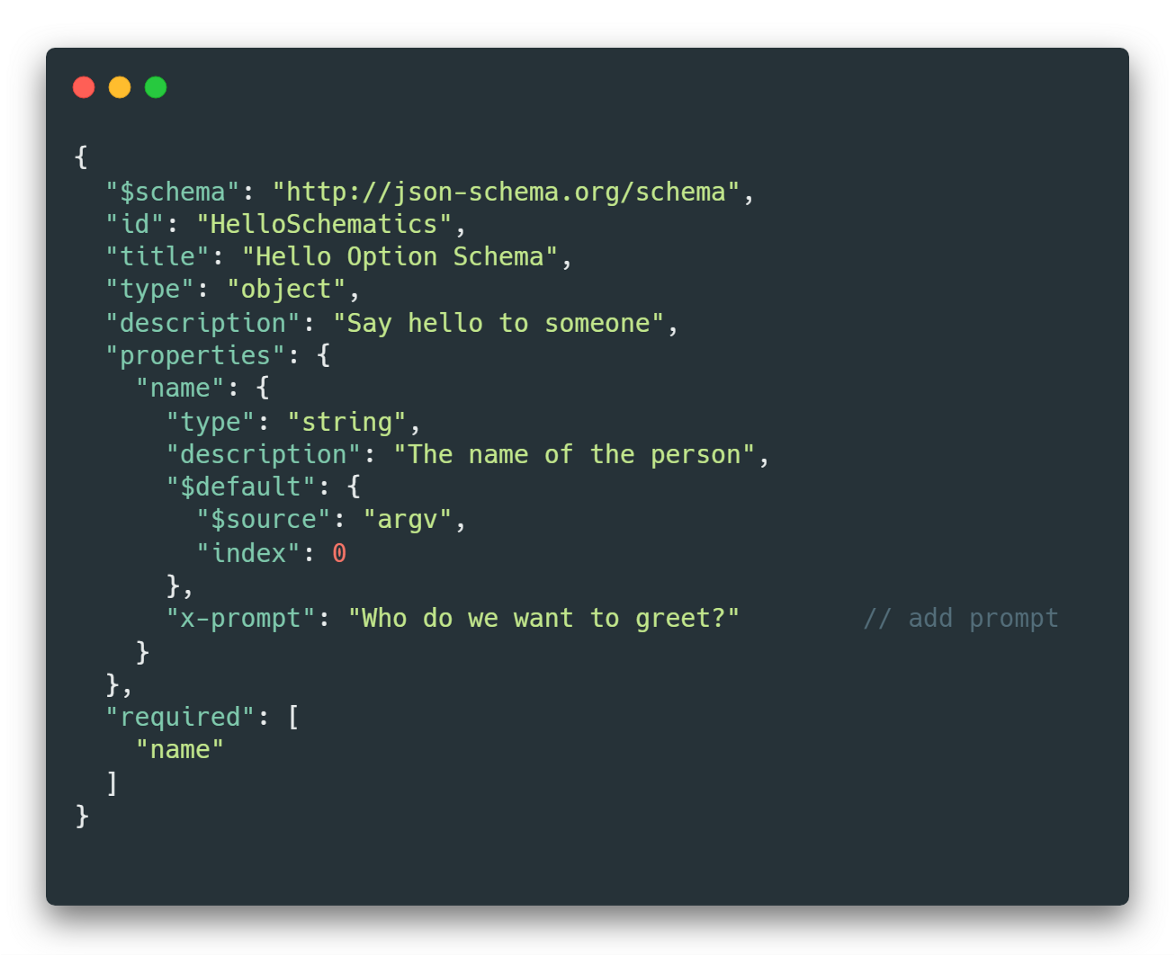 {
  "$schema": "http://json-schema.org/schema",
  "id": "HelloSchematics",
  "title": "Hello Option Schema",
  "type": "object",
  "description": "Say hello to someone",
  "properties": {
    "name": {
      "type": "string",
      "description": "The name of the person",
      "$default": {
        "$source": "argv",
        "index": 0
      },
      "x-prompt": "Who do we want to greet?"        // add prompt
    }
  },
  "required": [
    "name"
  ]
}